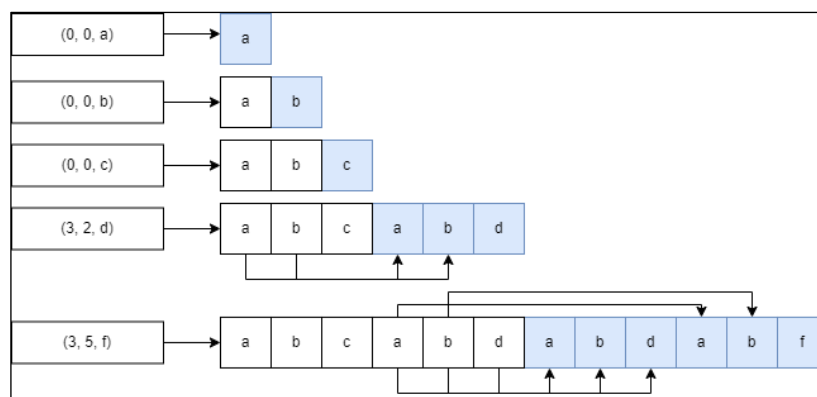 (0, 0, a) a
(0, 0, b) a b
(0, 0, c) a b c
(3, 2, d) a b c a b d
(3, 5, f) a b c a b d a b d a b f